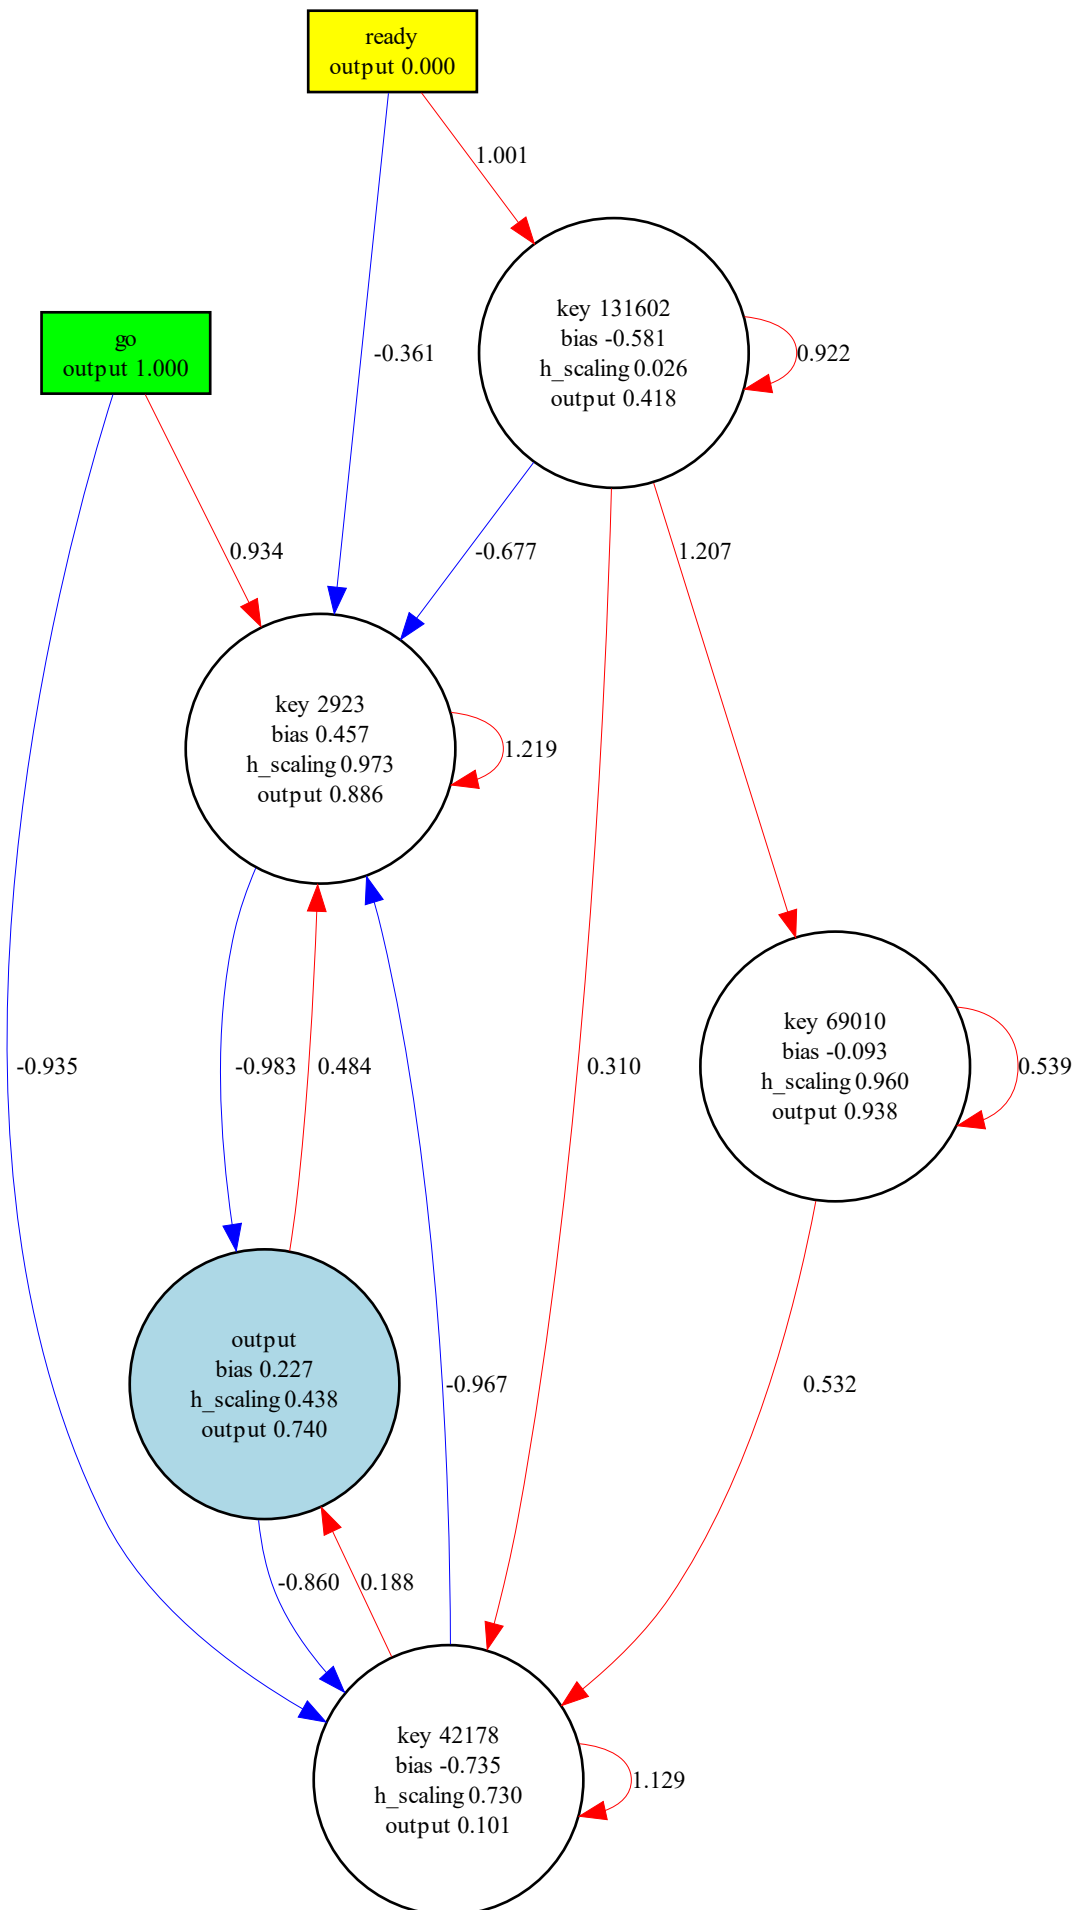 ready
output 0.000
1.001
key 131602
bias -0.581
h_scaling 0.026
output 0.418
0.922
go
output 1.000
-0.361
0.934
-0.677
1.207
key 2923
bias 0.457
h_scaling 0.973
output 0.886
1.219
key 69010
bias -0.093
h_scaling 0.960
output 0.938
0.539
-0.935
-0.983
0.484
0.310
output
bias 0.227
h_scaling 0.438
output 0.740
-0.967
0.532
-0.860
0.188
key 42178
bias -0.735
h_scaling 0.730
output 0.101
1.129